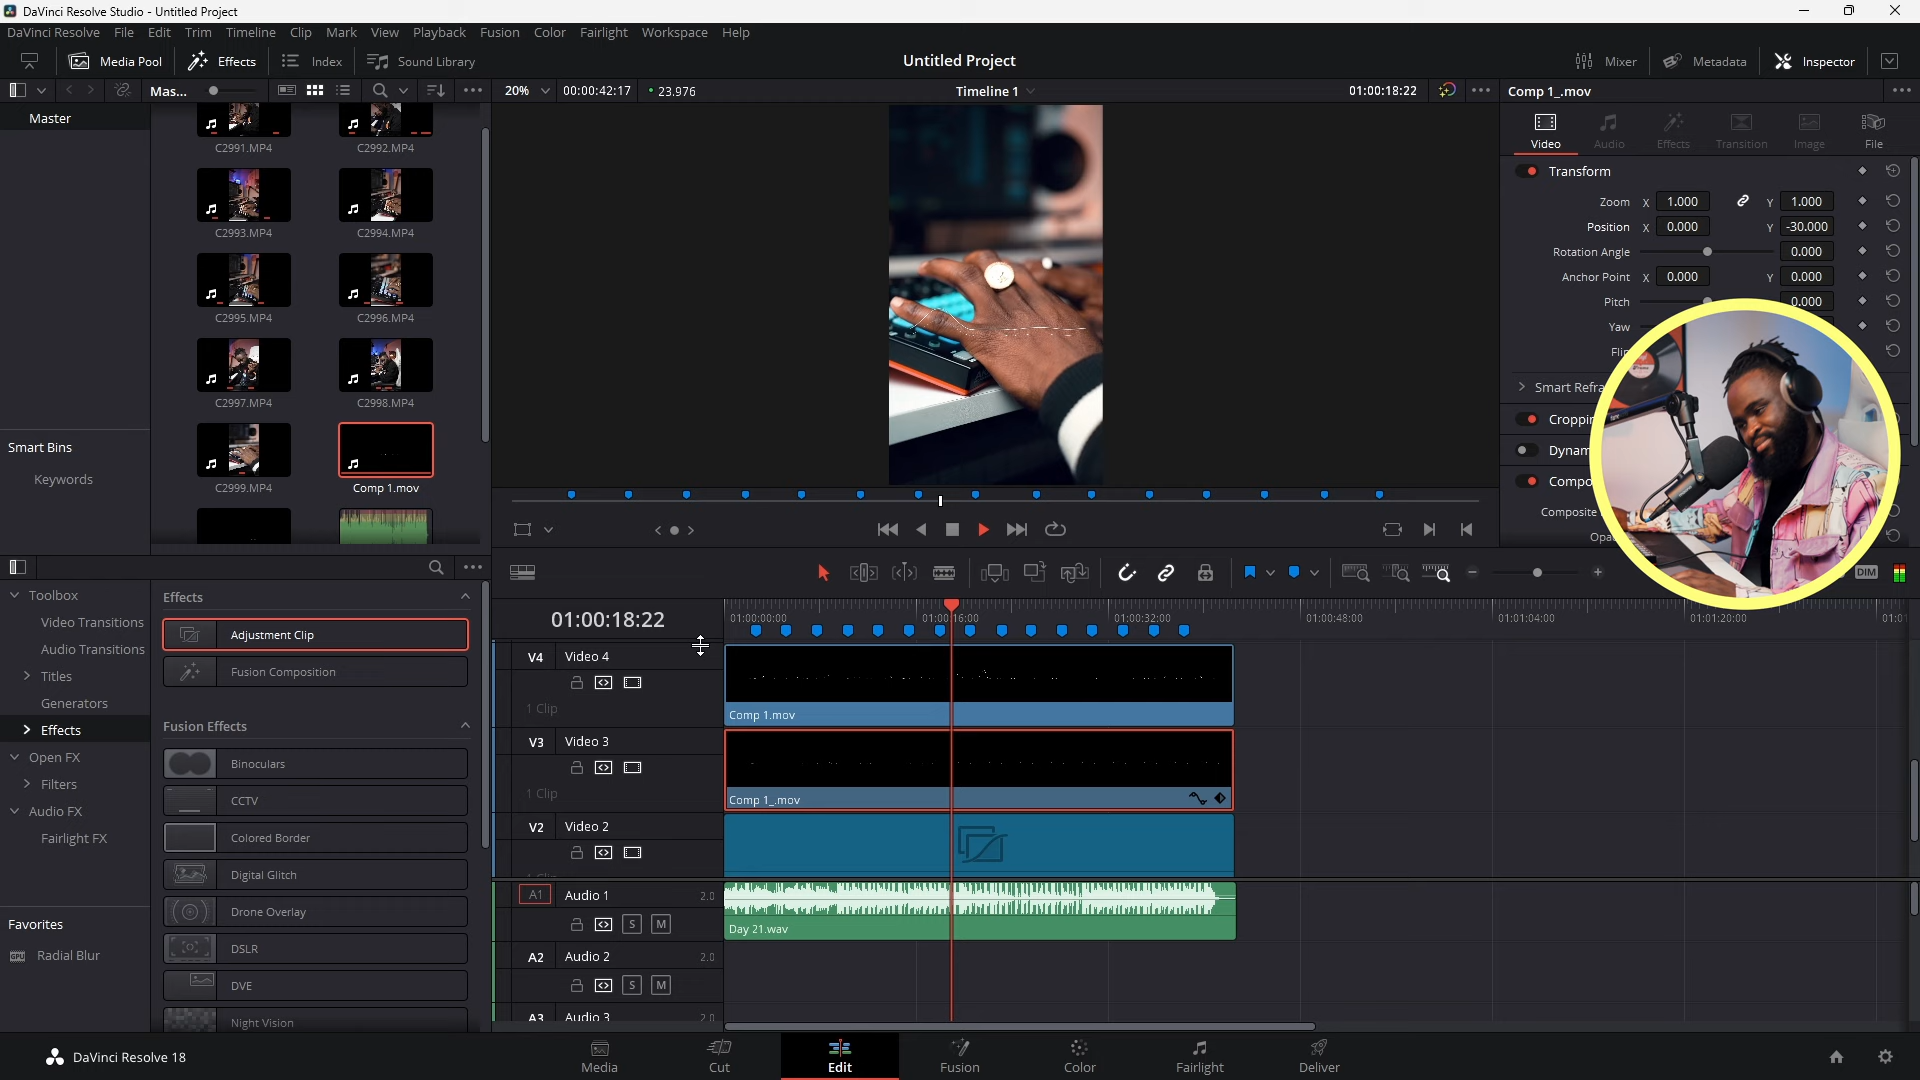 DaVinci Resolve Studio - Untitled Project
DaVinci Resolve File Edit Trim Timeline Clip Mark View Playback Fusion Color Fairlight Workspace Help
Media Pool Effects Index Sound Library Untitled Project Mixer Metadata Inspector
Mas... 20% 00:00:42:17 23.976 Timeline 1 01:00:18:22 Comp 1_.mov
Master
C2991.MP4 C2992.MP4
C2993.MP4 C2994.MP4
C2995.MP4 C2996.MP4
C2997.MP4 C2998.MP4
C2999.MP4 Comp 1.mov
Smart Bins
Keywords
Video Audio Effects Transition Image File
Transform
Zoom X 1.000 Y 1.000
Position X 0.000 Y -30.000
Rotation Angle 0.000
Anchor Point X 0.000 Y 0.000
Pitch 0.000
Yaw
Flip
Smart Refra
Croppin
Dynam
Compo
Composite
Opa
DIM
Toolbox
Video Transitions
Audio Transitions
Titles
Generators
Effects
Open FX
Filters
Audio FX
Fairlight FX
Favorites
Radial Blur
Effects
Adjustment Clip
Fusion Composition
Fusion Effects
Binoculars
CCTV
Colored Border
Digital Glitch
Drone Overlay
DSLR
DVE
Night Vision
01:00:18:22 01:00:00:00 01:00:16:00 01:00:32:00 01:00:48:00 01:01:04:00 01:01:20:00 01:0
V4 Video 4
1 Clip
Comp 1.mov
V3 Video 3
1 Clip
Comp 1_.mov
V2 Video 2
A1 Audio 1 2.0
S M
Day 21.wav
A2 Audio 2 2.0
S M
A3 Audio 3 2.0
DaVinci Resolve 18
Media Cut Edit Fusion Color Fairlight Deliver